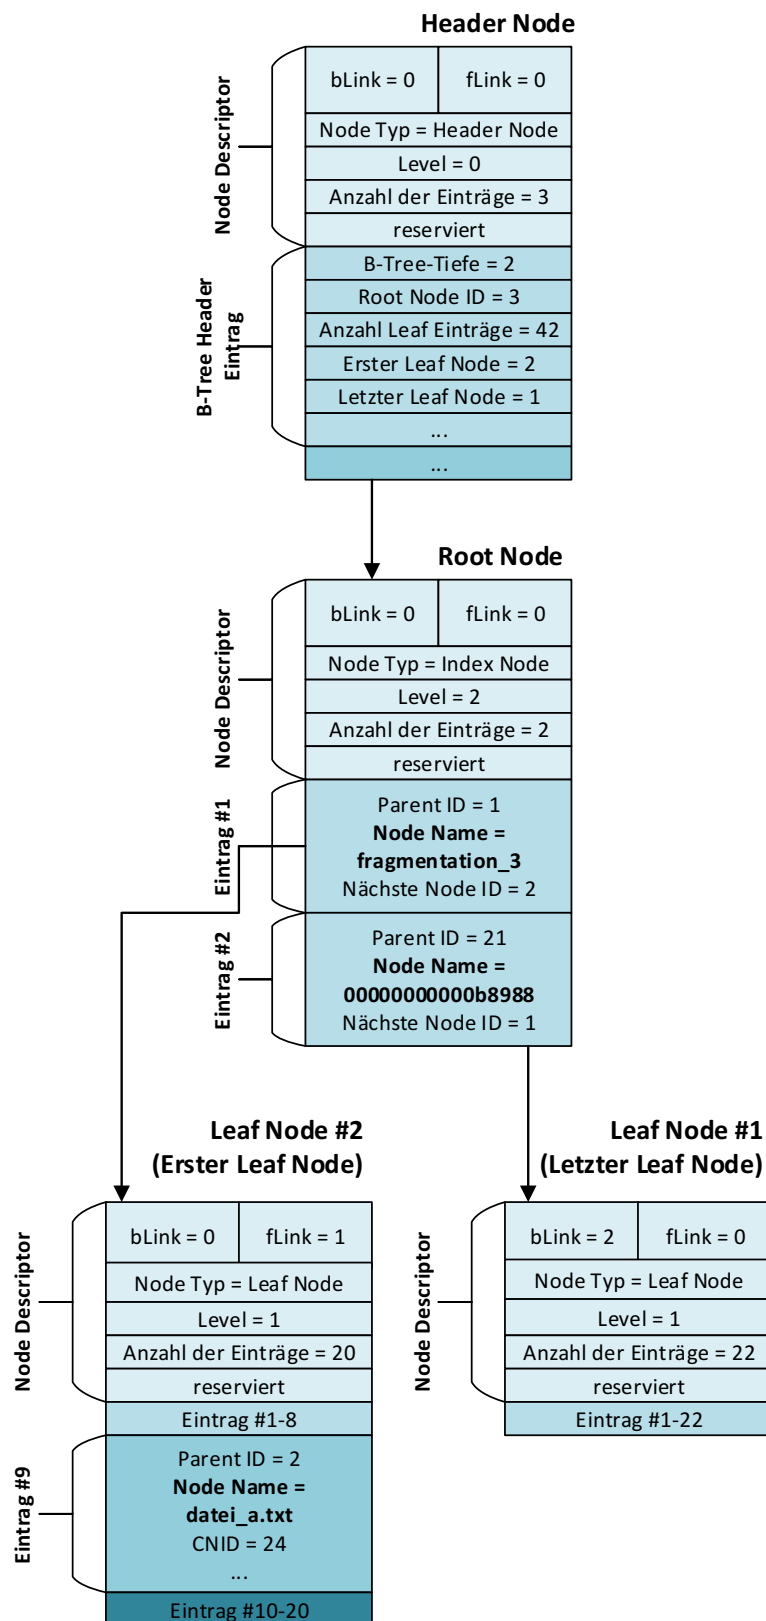 Header Node
Node Descriptor
bLink = 0 fLink = 0
Node Typ = Header Node
Level = 0
Anzahl der Einträge = 3
reserviert
B-Tree Header
Eintrag
B-Tree-Tiefe = 2
Root Node ID = 3
Anzahl Leaf Einträge = 42
Erster Leaf Node = 2
Letzter Leaf Node = 1
...
...
Root Node
Node Descriptor
bLink = 0 fLink = 0
Node Typ = Index Node
Level = 2
Anzahl der Einträge = 2
reserviert
Eintrag #1
Parent ID = 1
Node Name =
fragmentation_3
Nächste Node ID = 2
Eintrag #2
Parent ID = 21
Node Name =
00000000000b8988
Nächste Node ID = 1
Leaf Node #2
(Erster Leaf Node)
Node Descriptor
bLink = 0 fLink = 1
Node Typ = Leaf Node
Level = 1
Anzahl der Einträge = 20
reserviert
Eintrag #1-8
Eintrag #9
Parent ID = 2
Node Name =
datei_a.txt
CNID = 24
...
Eintrag #10-20
Leaf Node #1
(Letzter Leaf Node)
Node Descriptor
bLink = 2 fLink = 0
Node Typ = Leaf Node
Level = 1
Anzahl der Einträge = 22
reserviert
Eintrag #1-22